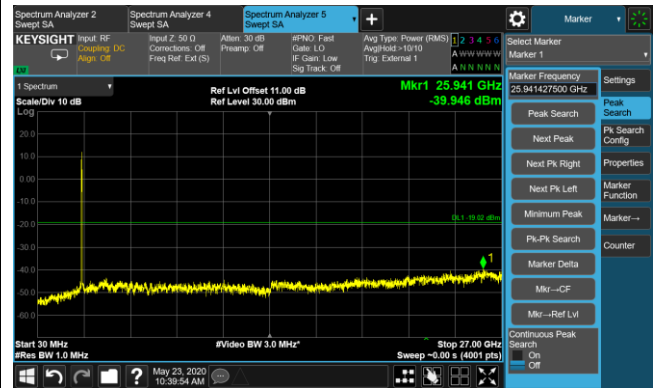 Spectrum Analyzer 2
Swept SA
Spectrum Analyzer 4
Swept SA
Spectrum Analyzer 5
Swept SA
Marker
KEYSIGHT
Input: RF
Coupling: DC
Align: Off
Input Z: 50 Ω
Corrections: Off
Freq Ref: Ext (S)
Atten: 30 dB
Preamp: Off
#PNO: Fast
Gate: LO
IF Gain: Low
Sig Track: Off
Avg Type: Power (RMS)
Avg|Hold:>10/10
Trig: External 1
1 2 3 4 5 6
A W W W W W
A N N N N N
LXI
Select Marker
Marker 1
1 Spectrum
Scale/Div 10 dB
Log
Ref Lvl Offset 11.00 dB
Ref Level 30.00 dBm
Mkr1 25.941 GHz
-39.946 dBm
20.0
10.0
0.00
-10.0
-20.0
-30.0
-40.0
-50.0
-60.0
DL1 -19.02 dBm
1
Start 30 MHz
#Res BW 1.0 MHz
#Video BW 3.0 MHz*
Stop 27.00 GHz
Sweep ~0.00 s (4001 pts)
Marker Frequency
25.941427500 GHz
Peak Search
Next Peak
Next Pk Right
Next Pk Left
Minimum Peak
Pk-Pk Search
Marker Delta
Mkr→CF
Mkr→Ref Lvl
Continuous Peak
Search
On
Off
Settings
Peak
Search
Pk Search
Config
Properties
Marker
Function
Marker→
Counter
?
May 23, 2020
10:39:54 AM